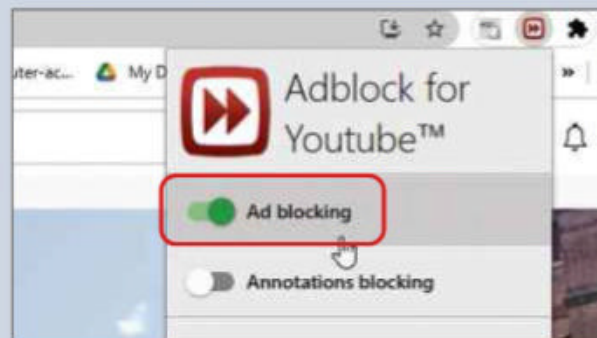 uter-ac... My D
»
Adblock for
Youtube™
Ad blocking
Annotations blocking